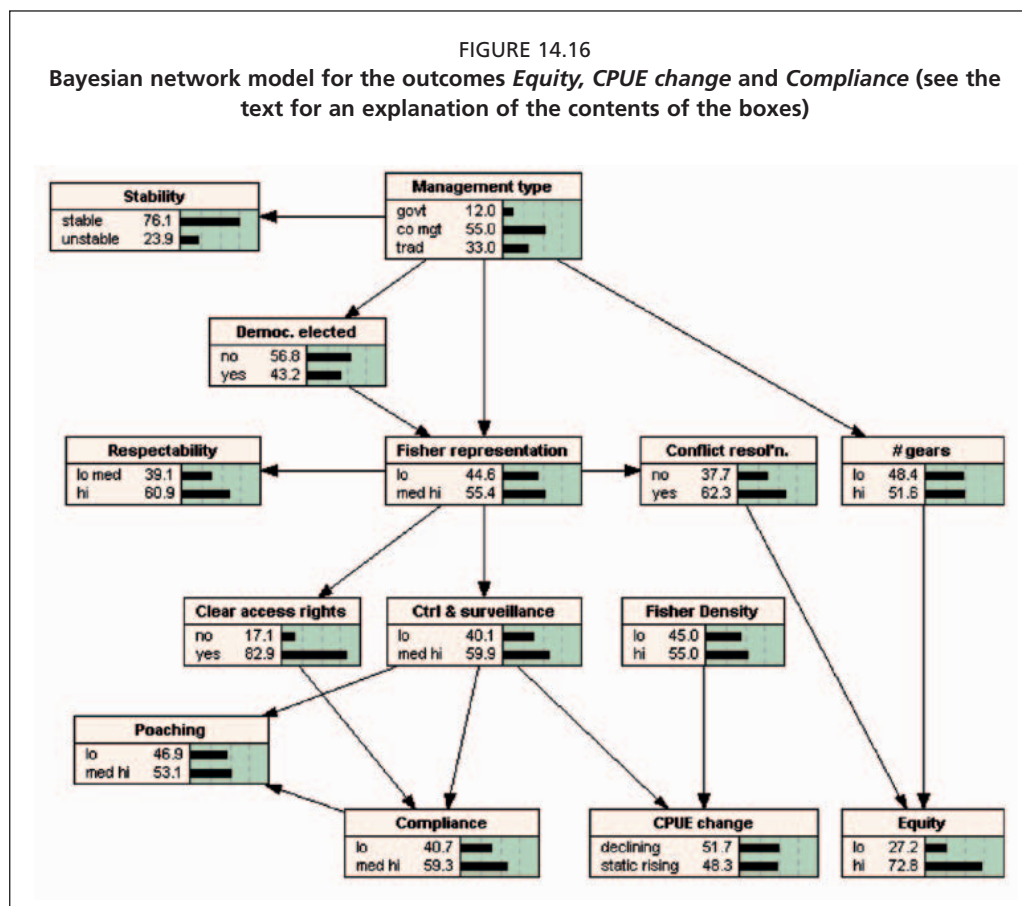 FIGURE 14.16
Bayesian network model for the outcomes Equity, CPUE change and Compliance (see the
text for an explanation of the contents of the boxes)
Stability
stable 76.1
unstable 23.9
Management type
govt 12.0
co mgt 55.0
trad 33.0
Democ. elected
no 56.8
yes 43.2
Respectability
lo med 39.1
hi 60.9
Fisher representation
lo 44.6
med hi 55.4
Conflict resol'n.
no 37.7
yes 62.3
# gears
lo 48.4
hi 51.6
Clear access rights
no 17.1
yes 82.9
Ctrl & surveillance
lo 40.1
med hi 59.9
Fisher Density
lo 45.0
hi 55.0
Poaching
lo 46.9
med hi 53.1
Compliance
lo 40.7
med hi 59.3
CPUE change
declining 51.7
static rising 48.3
Equity
lo 27.2
hi 72.8